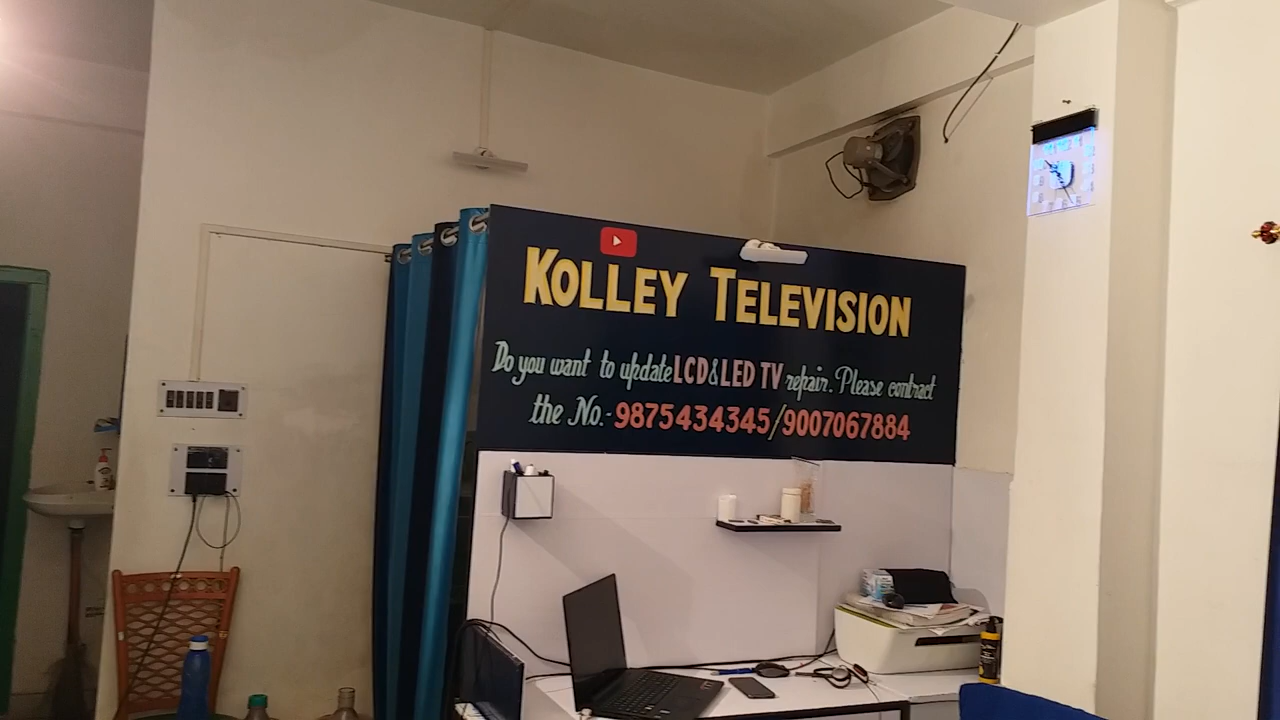 KOLLEY TELEVISION
Do you want to update LCD & LED TV repair. Please contract
the No.- 9875434345/9007067884